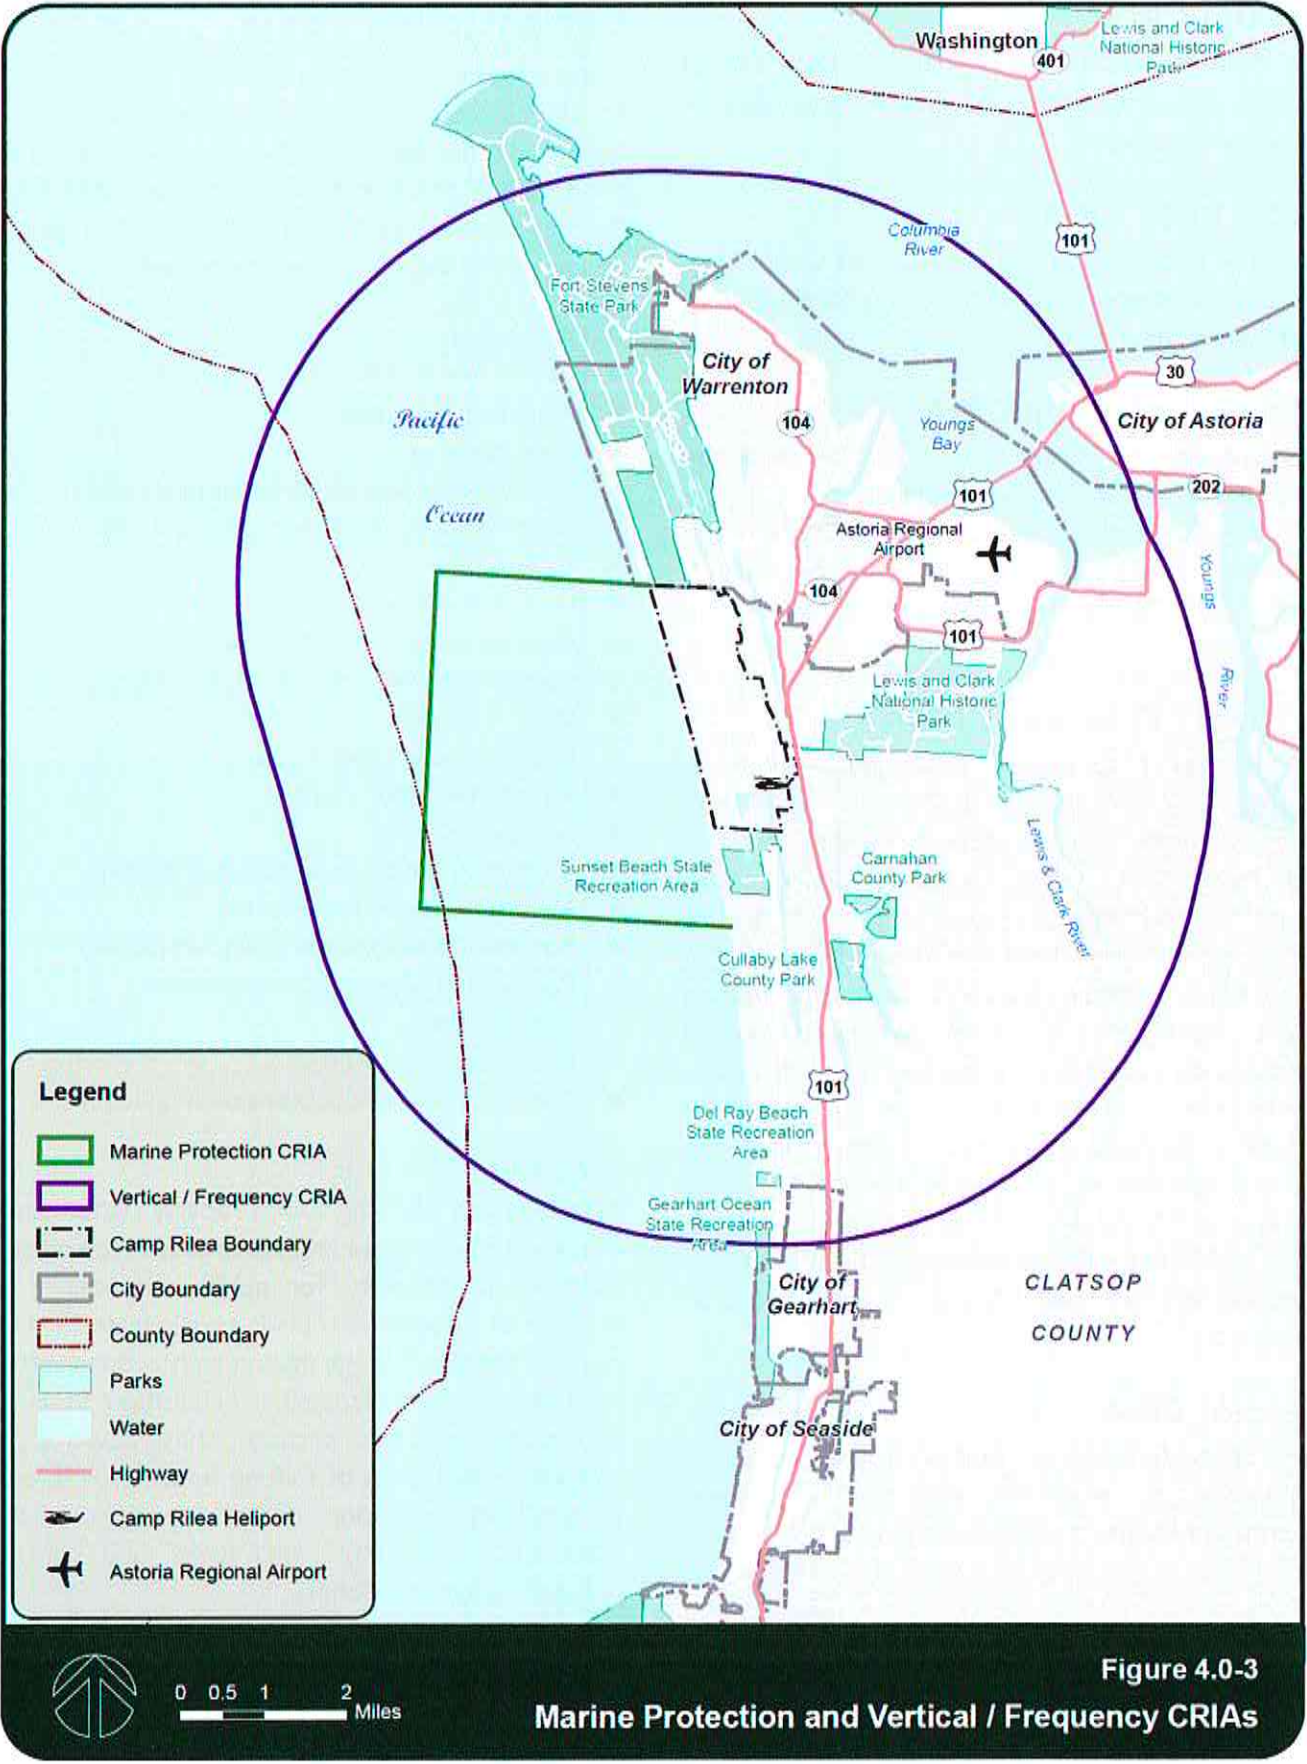 Washington
Lewis and Clark
National Historic
Park
401
101
Columbia
River
Fort Stevens
State Park
City of
Warrenton
30
City of Astoria
Pacific
Ocean
104
Youngs
Bay
101
202
Astoria Regional
Airport
104
101
Youngs
River
Lewis and Clark
National Historic
Park
Sunset Beach State
Recreation Area
Carnahan
County Park
Lewis & Clark River
Cullaby Lake
County Park
101
Del Ray Beach
State Recreation
Area
Gearhart Ocean
State Recreation
Area
City of
Gearhart
CLATSOP
COUNTY
City of Seaside
Legend
Marine Protection CRIA
Vertical / Frequency CRIA
Camp Rilea Boundary
City Boundary
County Boundary
Parks
Water
Highway
Camp Rilea Heliport
Astoria Regional Airport
0 0.5 1 2
Miles
Figure 4.0-3
Marine Protection and Vertical / Frequency CRIAs